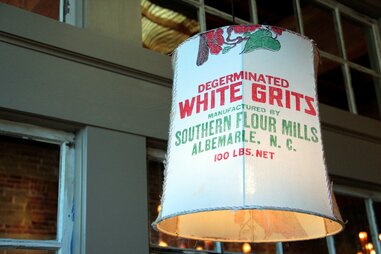 DEGERMINATED
WHITE GRITS
MANUFACTURED BY
SOUTHERN FLOUR MILLS
ALBEMARLE, N. C.
100 LBS. NET